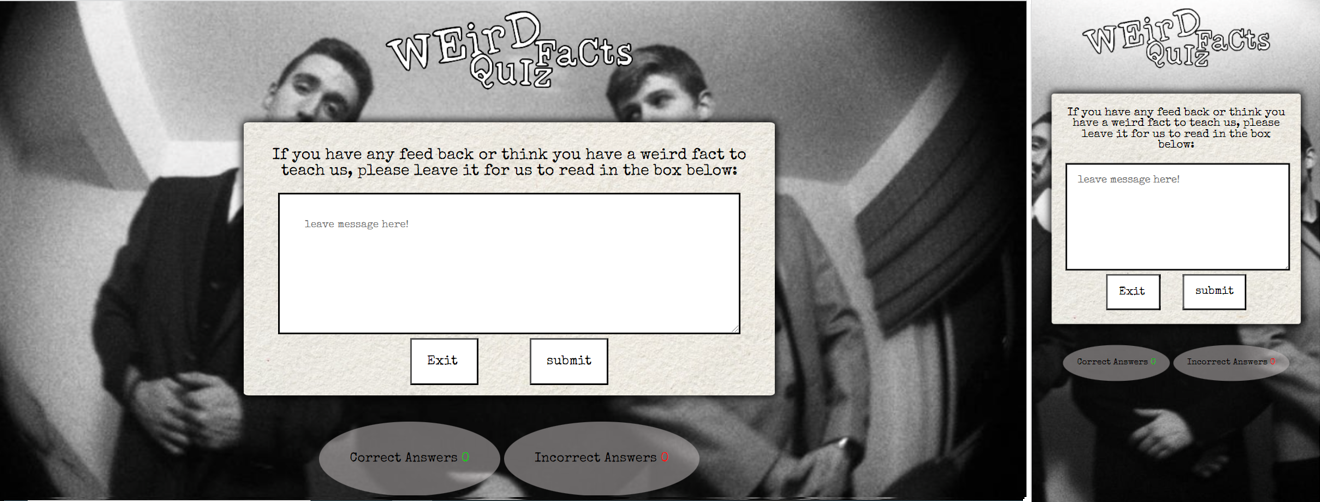 WEirD
FaCts
QuIz
If you have any feed back or think you have a weird fact to
teach us, please leave it for us to read in the box below:
leave message here!
Exit
submit
Correct Answers 0
Incorrect Answers 0
WEirD
FaCts
QuIz
If you have any feed back or think you
have a weird fact to teach us, please
leave it for us to read in the box
below:
leave message here!
Exit
submit
Correct Answers 0
Incorrect Answers 0